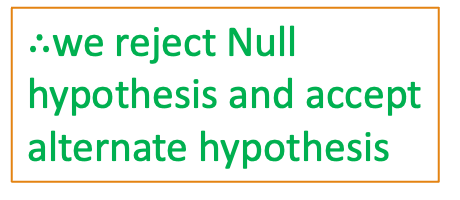 ∴we reject Null
hypothesis and accept
alternate hypothesis